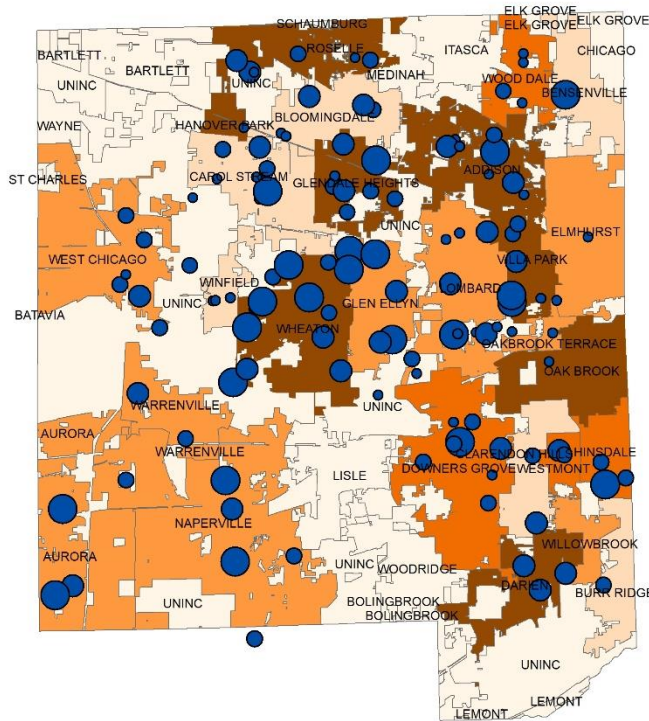 SCHAUMBURG
ELK GROVE
ELK GROVE
ELK GROVE
BARTLETT
BARTLETT
ROSELLE
ITASCA
CHICAGO
UNINC
UNINC
MEDINAH
WOOD DALE
BENSENVILLE
WAYNE
HANOVER PARK
BLOOMINGDALE
ST CHARLES
CAROL STREAM
GLENDALE HEIGHTS
ADDISON
UNINC
ELMHURST
WEST CHICAGO
VILLA PARK
WINFIELD
LOMBARD
UNINC
GLEN ELLYN
BATAVIA
WHEATON
OAKBROOK TERRACE
OAK BROOK
WARRENVILLE
UNINC
AURORA
WARRENVILLE
CLARENDON HILLS
HINSDALE
LISLE
DOWNERS GROVE
WESTMONT
NAPERVILLE
WILLOWBROOK
AURORA
UNINC
WOODRIDGE
DARIEN
BURR RIDGE
UNINC
BOLINGBROOK
BOLINGBROOK
UNINC
LEMONT
LEMONT